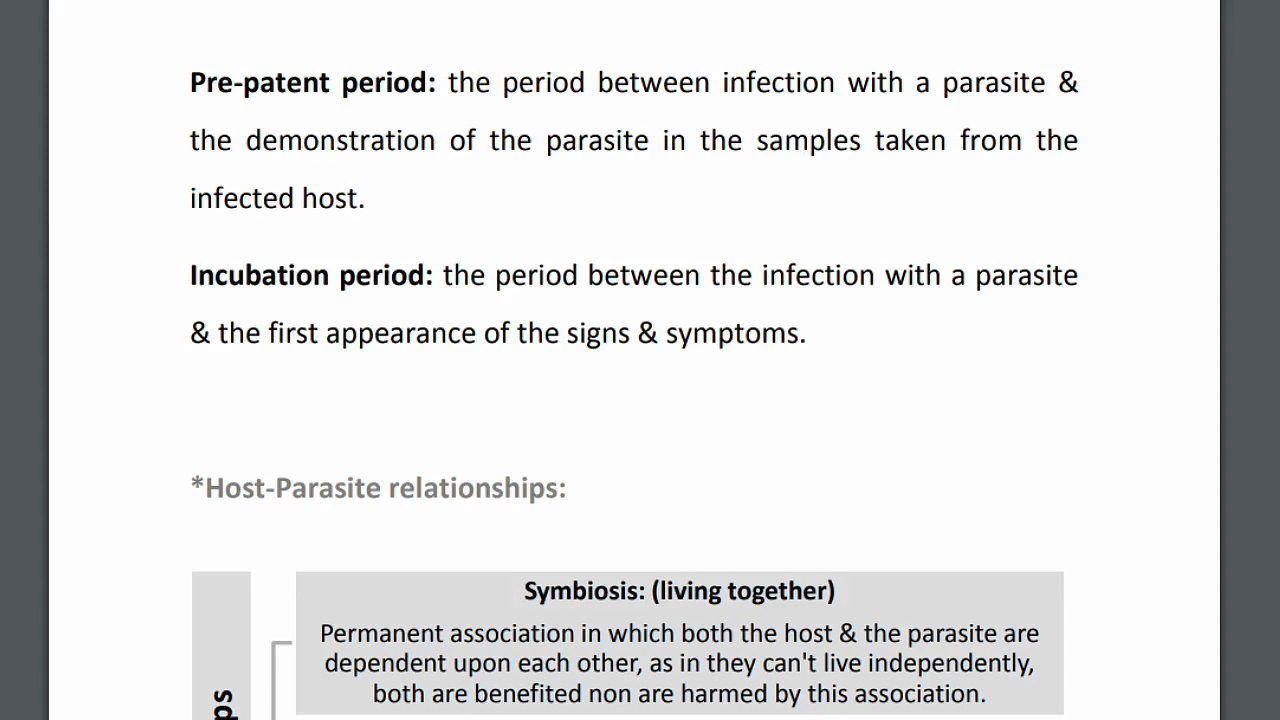 Pre-patent period: the period between infection with a parasite &
the demonstration of the parasite in the samples taken from the
infected host.
Incubation period: the period between the infection with a parasite
& the first appearance of the signs & symptoms.
*Host-Parasite relationships:
Symbiosis: (living together)
Permanent association in which both the host & the parasite are
dependent upon each other, as in they can't live independently,
both are benefited non are harmed by this association.